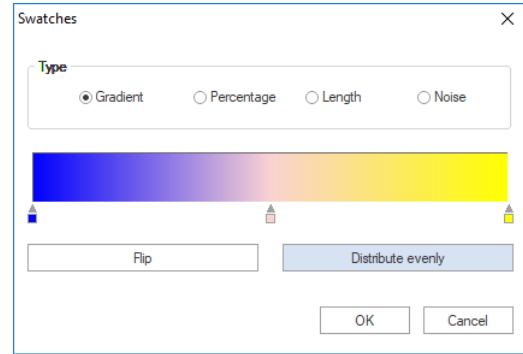 Swatches
Type
Gradient Percentage Length Noise
Flip Distribute evenly
OK Cancel